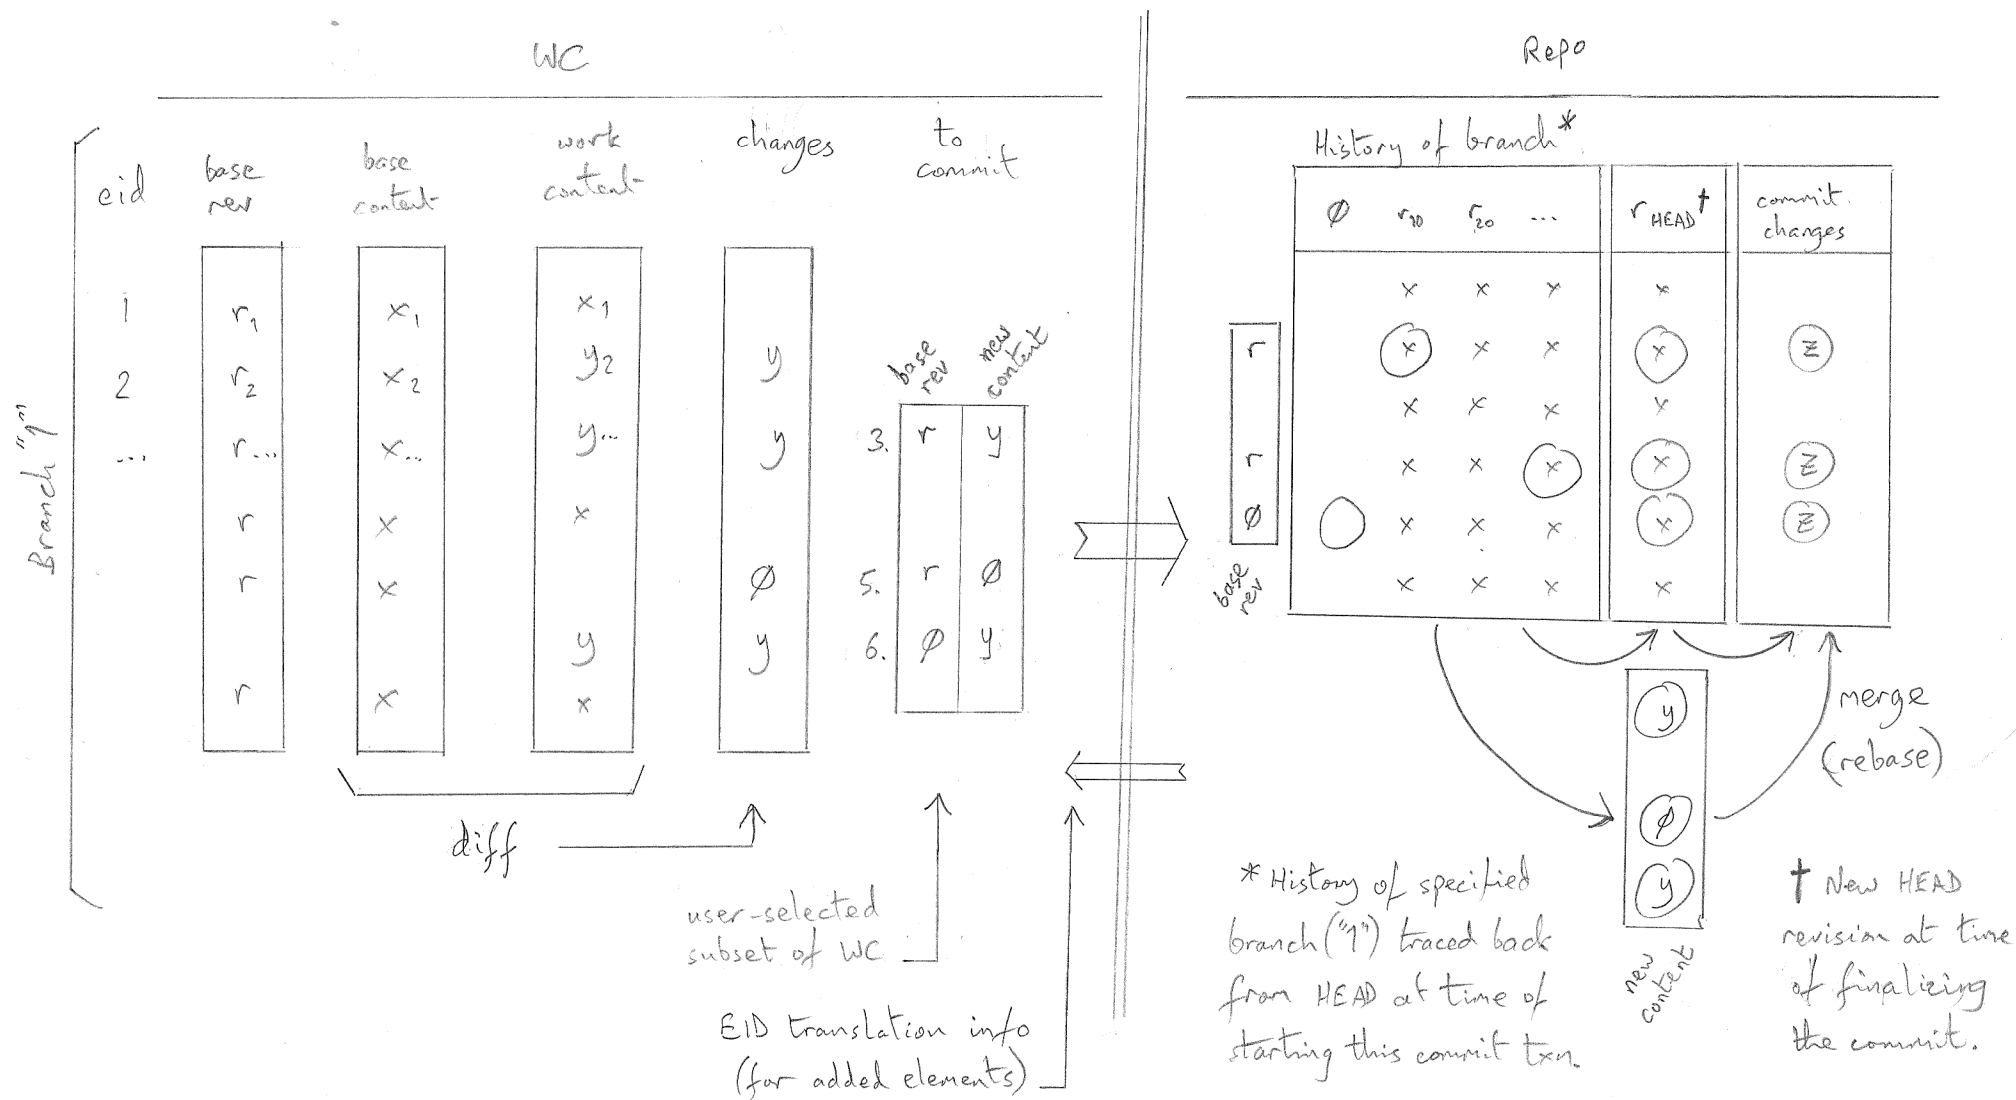 WC
Repo
eid
base
rev
base
content
work
content
changes
to
commit
Branch "1"
1
r1
x1
x1
2
r2
x2
y2
y
...
r...
x...
y...
y
r
x
x
r
x
∅
y
y
r
x
x
base
rev
new
content
3. r y
5. r ∅
6. ∅ y
diff
user-selected
subset of WC
EID translation info
(for added elements)
History of branch*
∅ r10 r20 ... rHEAD† commit
changes
x x x x
r x x x x z
x x x x
r x x x x z
∅ x x x x z
x x x x
base
rev
y
∅
y
new
content
merge
(rebase)
* History of specified
branch ("1") traced back
from HEAD at time of
starting this commit txn.
† New HEAD
revision at time
of finalizing
the commit.